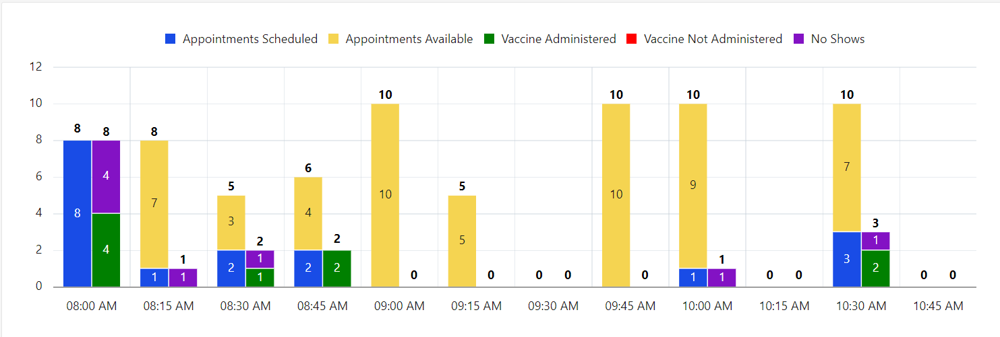 Appointments Scheduled Appointments Available Vaccine Administered Vaccine Not Administered No Shows
12
10 10 10 10 10
8 8 8 8
6 6
5 5
4
3
2 2 2
1 1
0 0 0 0 0 0 0 0 0 0
4 7 7
10 10 9
8 3 4 5
4 1 2 2 3 1
1 1 1 1 1 2
08:00 AM 08:15 AM 08:30 AM 08:45 AM 09:00 AM 09:15 AM 09:30 AM 09:45 AM 10:00 AM 10:15 AM 10:30 AM 10:45 AM